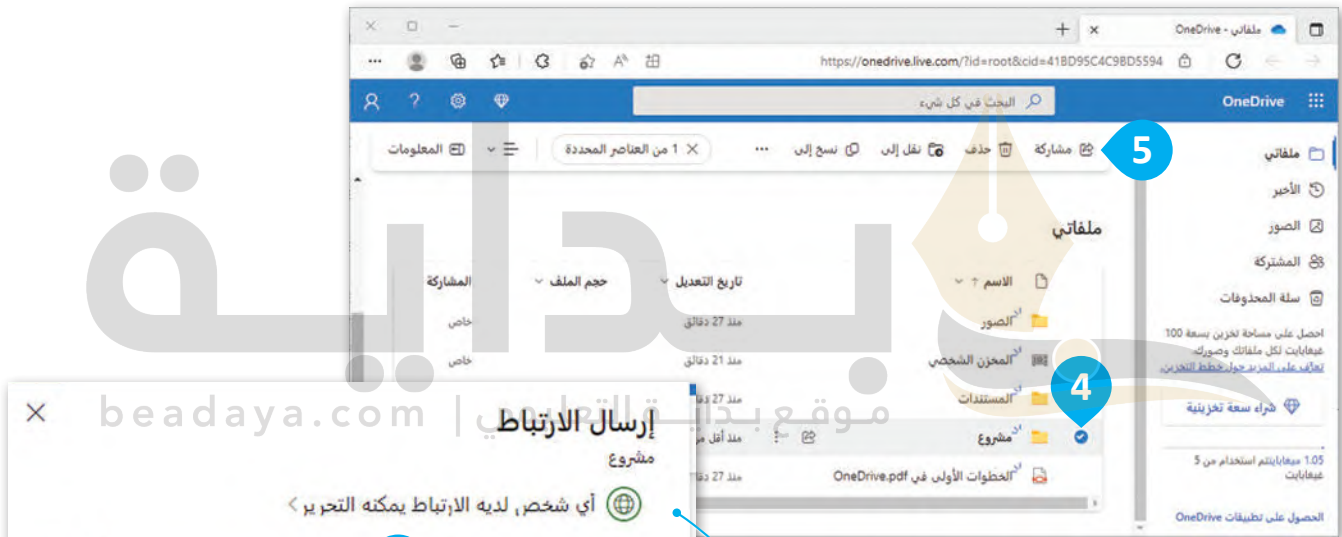 ملفاتي - OneDrive
https://onedrive.live.com/?id=root&cid=418D95C4C98D5594
OneDrive
البحث في كل شيء
5
مشاركة
حذف
نقل إلى
نسخ إلى
1 من العناصر المحددة
المعلومات
ملفاتي
الأخير
الصور
المشتركة
سلة المحذوفات
احصل على مساحة تخزين بسعة 100
غيغابايت لكل ملفاتك وصورك.
تعرّف على المزيد حول خطط التخزين.
شراء سعة تخزينية
1.05 ميغابايتتم استخدام من 5
غيغابايت
الحصول على تطبيقات OneDrive
ملفاتي
الاسم ↑ تاريخ التعديل حجم الملف المشاركة
الصور منذ 27 دقائق خاص
المخزن الشخصي منذ 21 دقائق خاص
المستندات منذ 27
4
مشروع منذ أقل
الخطوات الأولى في OneDrive.pdf منذ 27
بدايــة
موقع بداية التعليمي | beadaya.com
إرسال الارتباط
مشروع
أي شخص لديه الارتباط يمكنه التحرير >